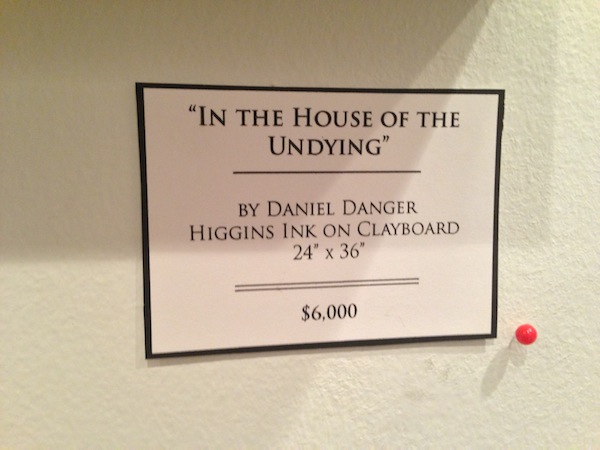 “In the House of the
Undying”
by Daniel Danger
Higgins Ink on Clayboard
24” x 36”
$6,000